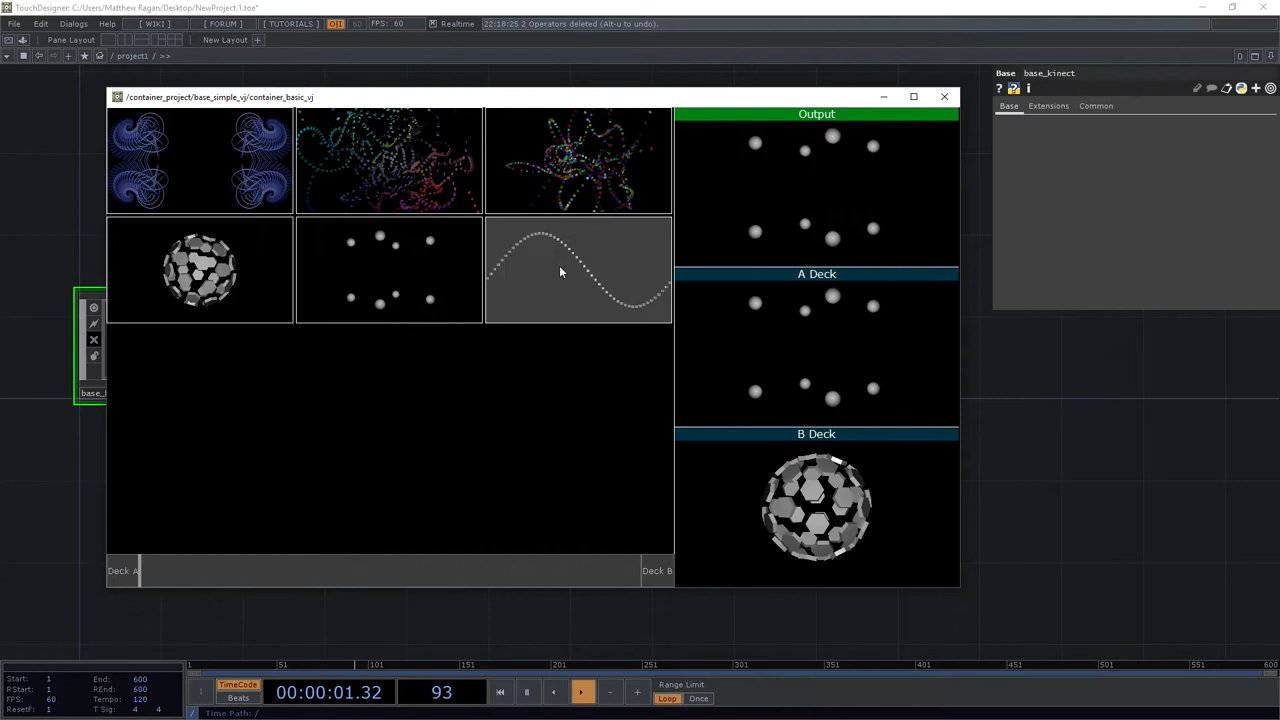 TouchDesigner: C:/Users/Matthew Ragan/Desktop/NewProject.1.toe*
File Edit Dialogs Help [ WIKI ] [ FORUM ] [ TUTORIALS ] O|I 60 FPS: 60 Realtime 22:18:25 2 Operators deleted (Alt-u to undo).
Pane Layout New Layout +
/ project1 / >> 0
Base base_kinect
? ? i
Base Extensions Common
/container_project/base_simple_vj/container_basic_vj
Output
A Deck
B Deck
base_
Deck A Deck B
1 51 101 151 201 251 301 351 401 451 501 551 600
Start: 1 End: 600
RStart: 1 REnd: 600
FPS: 60 Tempo: 120
ResetF: 1 T Sig: 4 4
TimeCode
Beats
00:00:01.32 93
Range Limit
Loop Once
/ Time Path: /